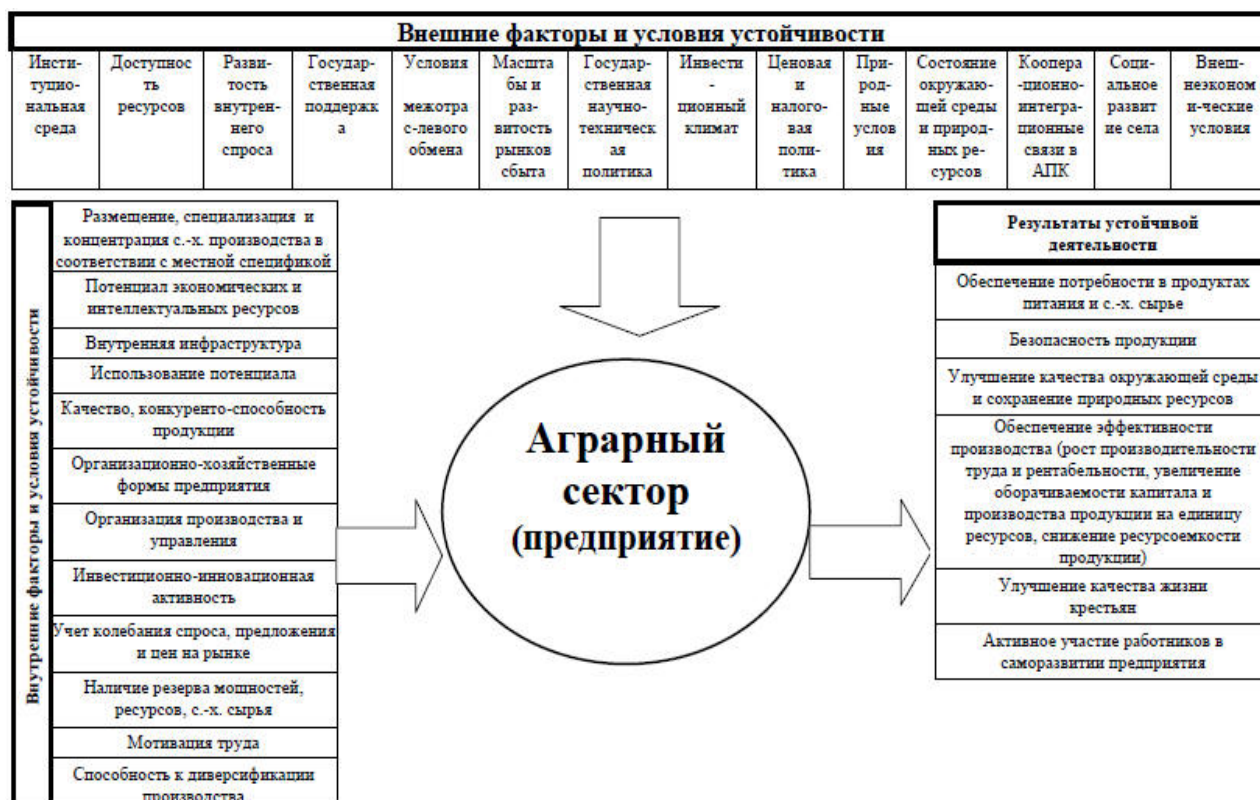 Внешние факторы и условия устойчивости
Инсти-
туцио-
нальная
среда
Доступнос
ть
ресурсов
Разви-
тость
внутрен-
него
спроса
Государ-
ственная
поддержк
а
Условия
межотра
с-левого
обмена
Масшта
бы и
раз-
витость
рынков
сбыта
Государ-
ственная
научно-
техническ
ая
политика
Инвести
-
ционный
климат
Ценовая
и
налого-
вая
поли-
тика
При-
род-
ные
услов
ия
Состояние
окружаю-
щей среды
и природ-
ных ре-
сурсов
Коопера
-ционно-
интегра-
ционные
связи в
АПК
Соци-
альное
развит
ие села
Внеш-
неэконом
и-ческие
условия
Внутренние факторы и условия устойчивости
Размещение, специализация и
концентрация с.-х. производства в
соответствии с местной спецификой
Потенциал экономических и
интеллектуальных ресурсов
Внутренняя инфраструктура
Использование потенциала
Качество, конкуренто-способность
продукции
Организационно-хозяйственные
формы предприятия
Организация производства и
управления
Инвестиционно-инновационная
активность
Учет колебания спроса, предложения
и цен на рынке
Наличие резерва мощностей,
ресурсов, с.-х. сырья
Мотивация труда
Способность к диверсификации
производства
Аграрный
сектор
(предприятие)
Результаты устойчивой
деятельности
Обеспечение потребности в продуктах
питания и с.-х. сырье
Безопасность продукции
Улучшение качества окружающей среды
и сохранение природных ресурсов
Обеспечение эффективности
производства (рост производительности
труда и рентабельности, увеличение
оборачиваемости капитала и
производства продукции на единицу
ресурсов, снижение ресурсоемкости
продукции)
Улучшение качества жизни
крестьян
Активное участие работников в
саморазвитии предприятия